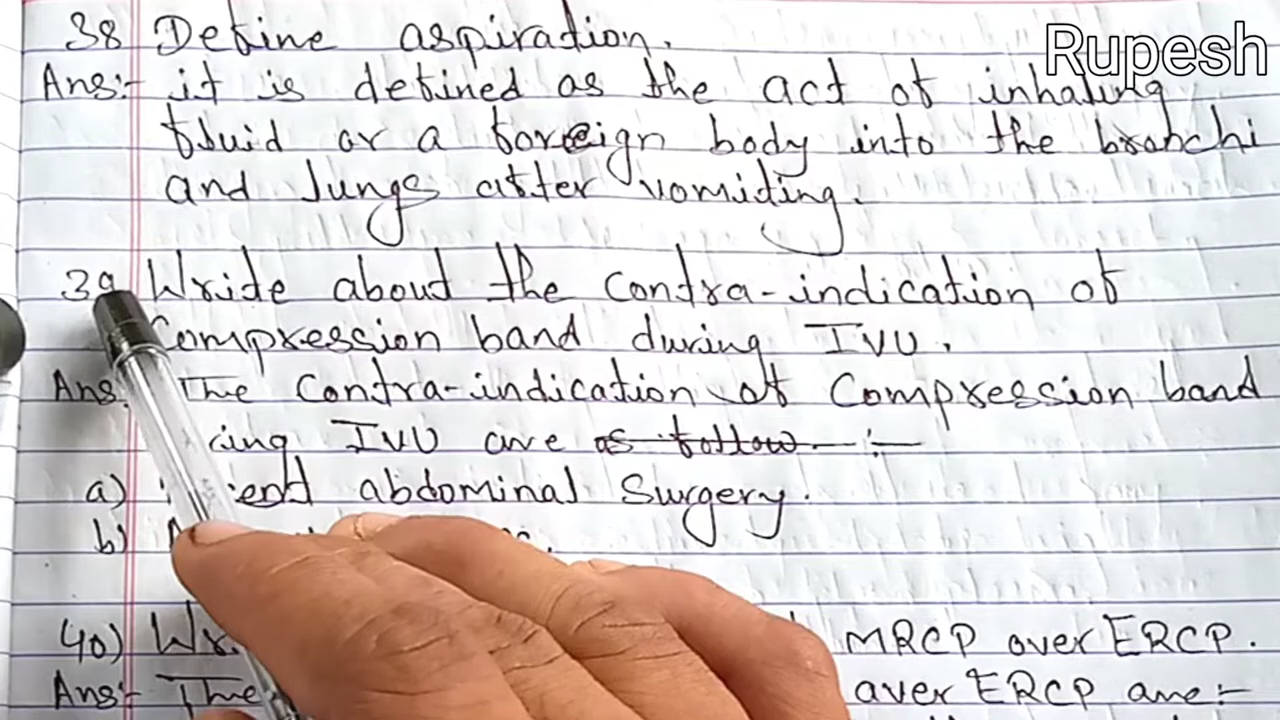 Rupesh
38 Define aspiration.
Ans:- it is defined as the act of inhaling
fluid or a foreign body into the bronchi
and lungs after vomiting.
39 Write about the contra-indication of
Compression band during IVU.
Ans: The contra-indication of Compression band
IVU are as follow :-
a) abdominal Surgery.
b)
40) MRCP over ERCP.
Ans:- The over ERCP are:-